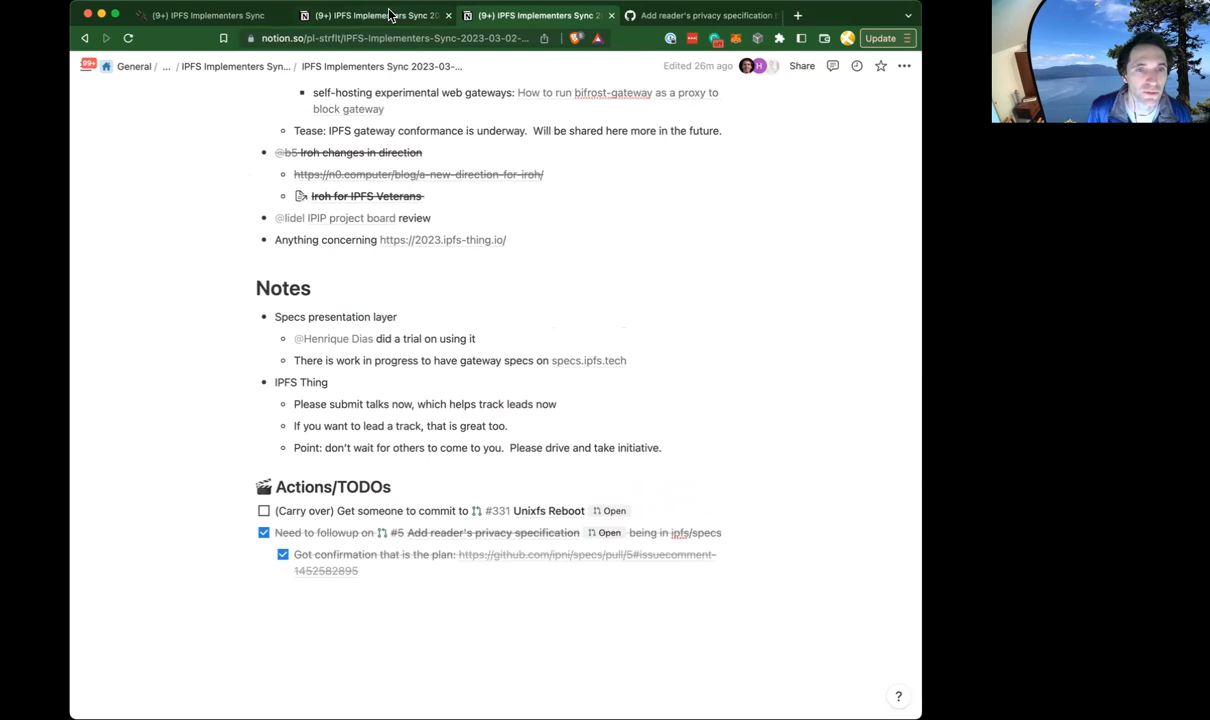 (9+) IPFS Implementers Sync
(9+) IPFS Implementers Sync 20
(9+) IPFS Implementers Sync 2
Add reader's privacy specification b
notion.so/pl-strflt/IPFS-Implementers-Sync-2023-03-02-...
Update
99+
General / ... / IPFS Implementers Syn... / IPFS Implementers Sync 2023-03-...
Edited 26m ago
Share
self-hosting experimental web gateways: How to run bifrost-gateway as a proxy to
block gateway
Tease: IPFS gateway conformance is underway. Will be shared here more in the future.
@b5 Iroh changes in direction
https://n0.computer/blog/a-new-direction-for-iroh/
Iroh for IPFS Veterans
@lidel IPIP project board review
Anything concerning https://2023.ipfs-thing.io/
Notes
Specs presentation layer
@Henrique Dias did a trial on using it
There is work in progress to have gateway specs on specs.ipfs.tech
IPFS Thing
Please submit talks now, which helps track leads now
If you want to lead a track, that is great too.
Point: don't wait for others to come to you. Please drive and take initiative.
Actions/TODOs
(Carry over) Get someone to commit to #331 Unixfs Reboot Open
Need to followup on #5 Add reader's privacy specification Open being in ipfs/specs
Got confirmation that is the plan: https://github.com/ipni/specs/pull/5#issuecomment-
1452582895
?